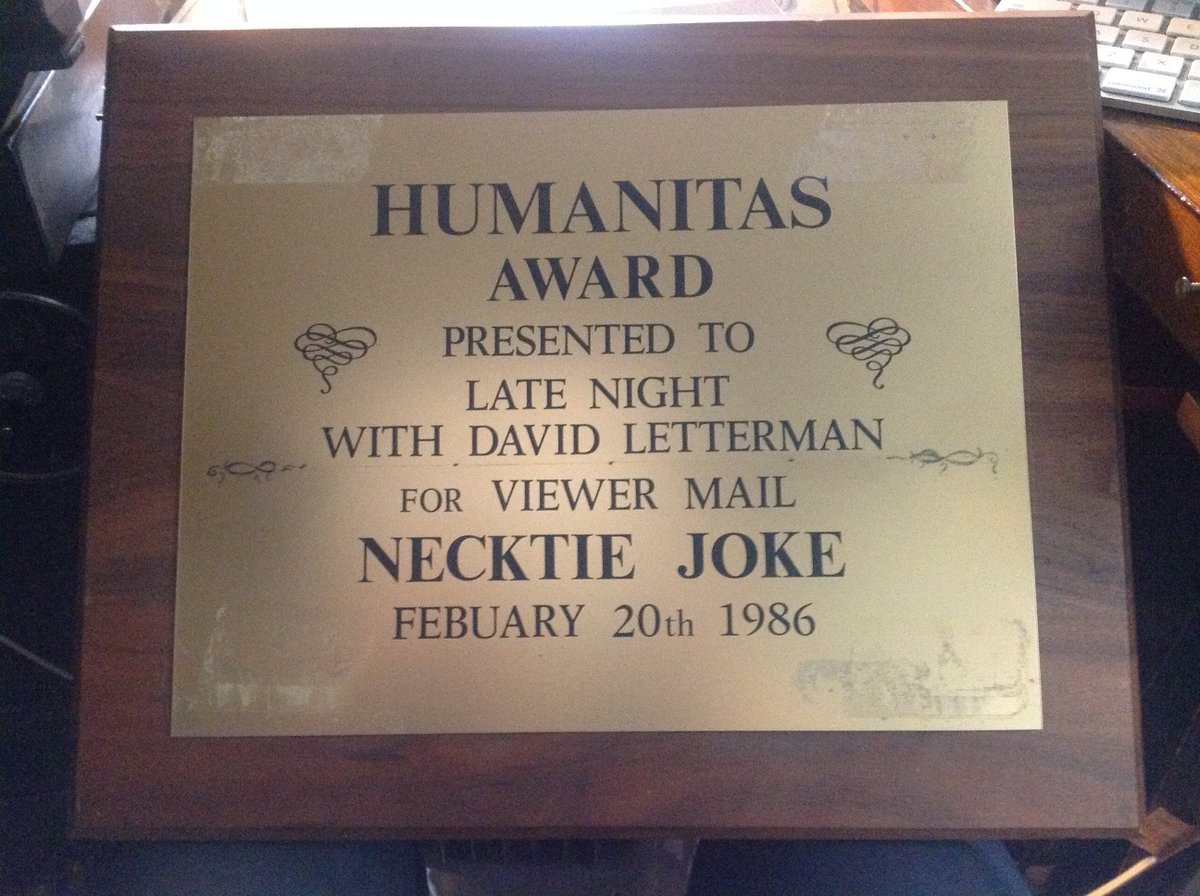 HUMANITAS
AWARD
PRESENTED TO
LATE NIGHT
WITH DAVID LETTERMAN
FOR VIEWER MAIL
NECKTIE JOKE
FEBUARY 20th 1986